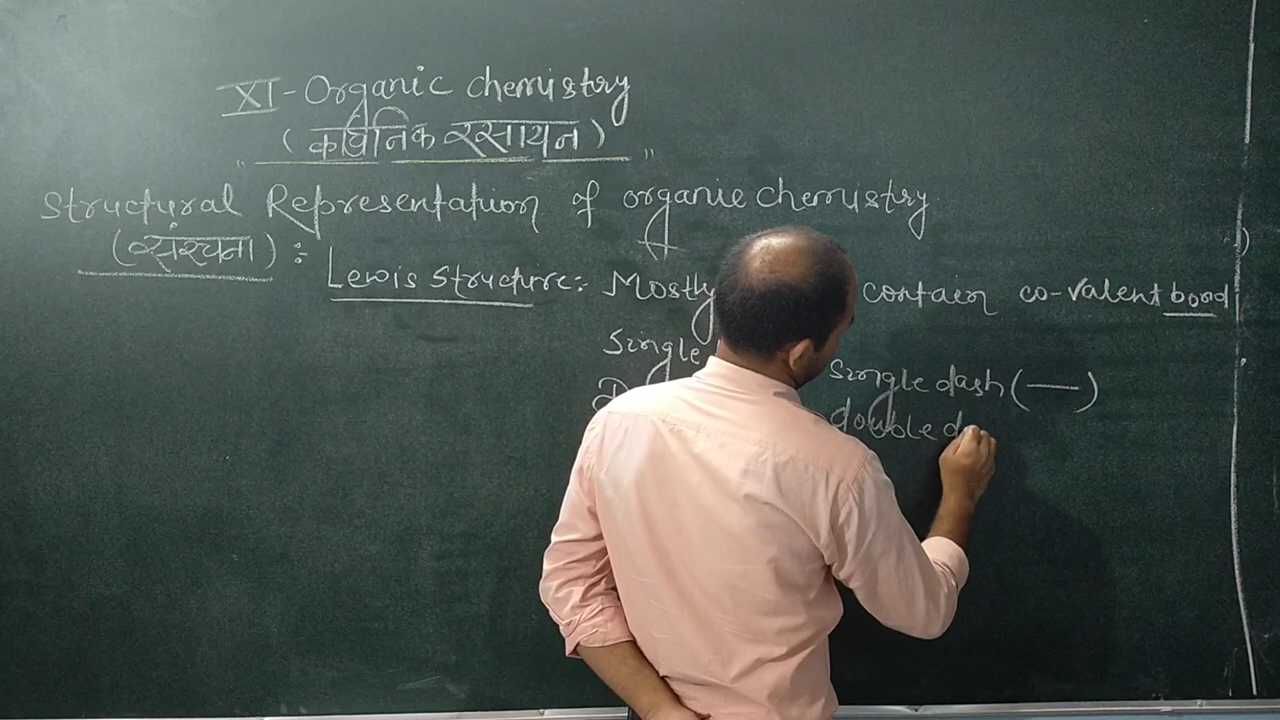 XI - Organic chemistry
(कार्बनिक रसायन)
Structural Representation of organic chemistry
(संरचना) :
Lewis Structure: Mostly contain co-valent bond
Single single dash (—)
double d